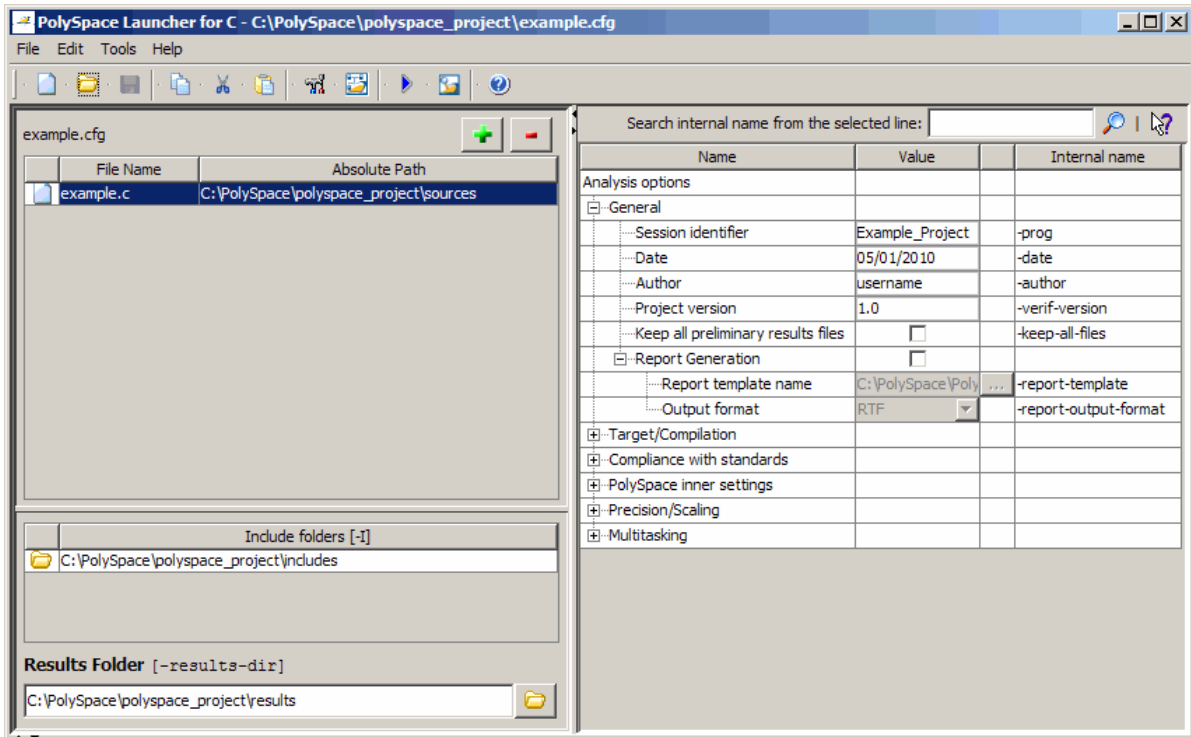 PolySpace Launcher for C - C:\PolySpace\polyspace_project\example.cfg
File Edit Tools Help
example.cfg
File Name Absolute Path
example.c C:\PolySpace\polyspace_project\sources
Include folders [-I]
C:\PolySpace\polyspace_project\includes
Results Folder [-results-dir]
C:\PolySpace\polyspace_project\results
Search internal name from the selected line:
Name Value Internal name
Analysis options
General
Session identifier Example_Project -prog
Date 05/01/2010 -date
Author username -author
Project version 1.0 -verif-version
Keep all preliminary results files -keep-all-files
Report Generation
Report template name C:\PolySpace\Poly ... -report-template
Output format RTF -report-output-format
Target/Compilation
Compliance with standards
PolySpace inner settings
Precision/Scaling
Multitasking